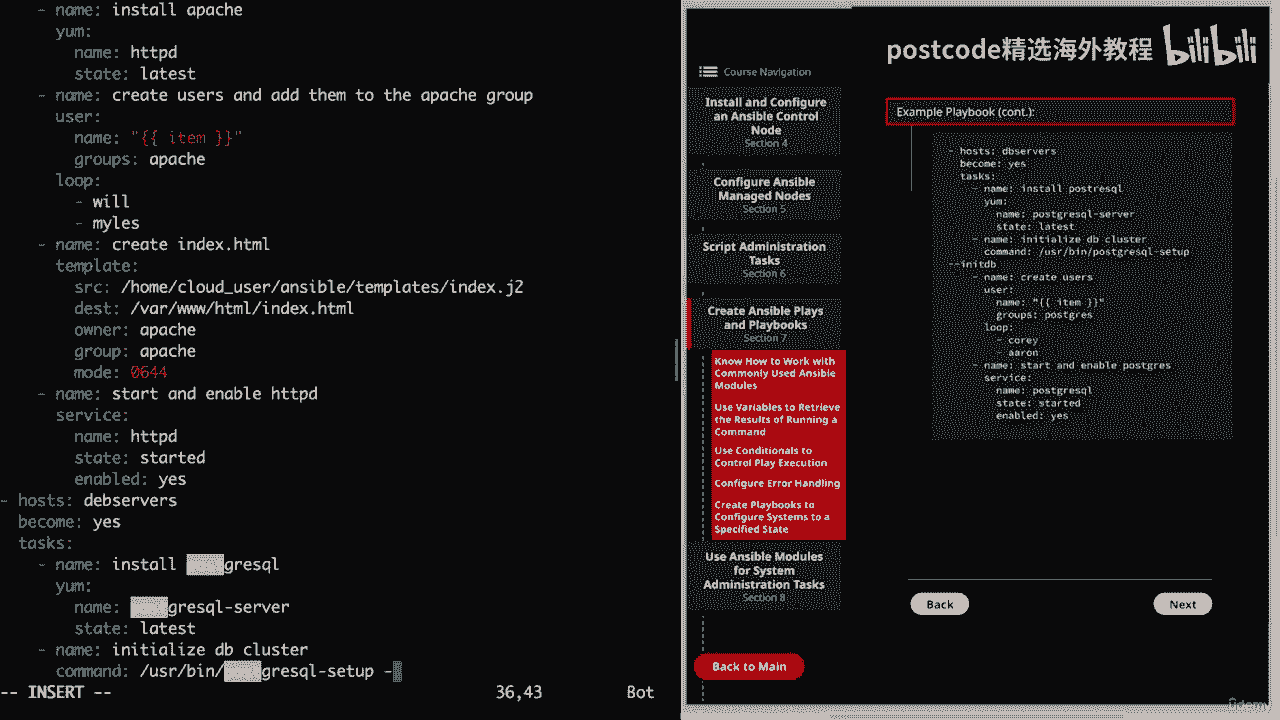 - name: install apache
yum:
name: httpd
state: latest
- name: create users and add them to the apache group
user:
name: "{{ item }}"
groups: apache
loop:
- will
- myles
- name: create index.html
template:
src: /home/cloud_user/ansible/templates/index.j2
dest: /var/www/html/index.html
owner: apache
group: apache
mode: 0644
- name: start and enable httpd
service:
name: httpd
state: started
enabled: yes
- hosts: debservers
become: yes
tasks:
- name: install gresql
yum:
name: gresql-server
state: latest
- name: initialize db cluster
command: /usr/bin/ gresql-setup -
-- INSERT --
36,43
Bot
postcode精选海外教程 bilibili
Course Navigation
Install and Configure
an Ansible Control
Node
Section 4
Configure Ansible
Managed Nodes
Section 5
Script Administration
Tasks
Section 6
Create Ansible Plays
and Playbooks
Section 7
Know How to Work with
Commonly Used Ansible
Modules
Use Variables to Retrieve
the Results of Running a
Command
Use Conditionals to
Control Play Execution
Configure Error Handling
Create Playbooks to
Configure Systems to a
Specified State
Use Ansible Modules
for System
Administration Tasks
Section 8
Back to Main
Example Playbook (cont.):
- hosts: dbservers
become: yes
tasks:
- name: install postresql
yum:
name: postgresql-server
state: latest
- name: initialize db cluster
command: /usr/bin/postgresql-setup
--initdb
- name: create users
user:
name: "{{ item }}"
groups: postgres
loop:
- corey
- aaron
- name: start and enable postgres
service:
name: postgresql
state: started
enabled: yes
Back
Next
ûdemy